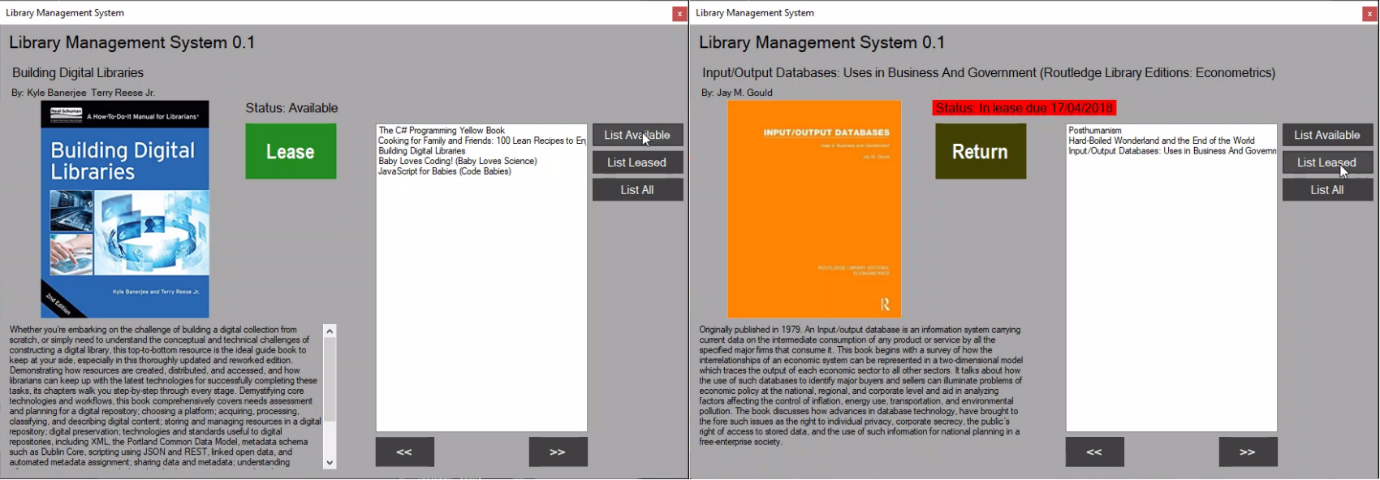 Library Management System
x
Library Management System 0.1
Building Digital Libraries
By: Kyle Banerjee Terry Reese Jr.
A How-To-Do-It Manual for Librarians
Building Digital
Libraries
2nd Edition
Kyle Banerjee and Terry Reese Jr.
Status: Available
Lease
The C# Programming Yellow Book
Cooking for Family and Friends: 100 Lean Recipes to En
Building Digital Libraries
Baby Loves Coding! (Baby Loves Science)
JavaScript for Babies (Code Babies)
List Available
List Leased
List All
Whether you're embarking on the challenge of building a digital collection from
scratch, or simply need to understand the conceptual and technical challenges of
constructing a digital library, this top-to-bottom resource is the ideal guide book to
keep at your side, especially in this thoroughly updated and reworked edition.
Demonstrating how resources are created, distributed, and accessed, and how
librarians can keep up with the latest technologies for successfully completing these
tasks, its chapters walk you step-by-step through every stage. Demystifying core
technologies and workflows, this book comprehensively covers needs assessment
and planning for a digital repository; choosing a platform; acquiring, processing,
classifying, and describing digital content; storing and managing resources in a digital
repository; digital preservation; technologies and standards useful to digital
repositories, including XML, the Portland Common Data Model, metadata schema
such as Dublin Core, scripting using JSON and REST, linked open data, and
automated metadata assignment; sharing data and metadata; understanding
<<
>>
Library Management System
x
Library Management System 0.1
Input/Output Databases: Uses in Business And Government (Routledge Library Editions: Econometrics)
By: Jay M. Gould
INPUT/OUTPUT DATABASES
Jay M. Gould
ROUTLEDGE LIBRARY EDITIONS:
ECONOMETRICS
R
Status: In lease due 17/04/2018
Return
Posthumanism
Hard-Boiled Wonderland and the End of the World
Input/Output Databases: Uses in Business And Governm
List Available
List Leased
List All
Originally published in 1979. An Input/output database is an information system carrying
current data on the intermediate consumption of any product or service by all the
specified major firms that consume it. This book begins with a survey of how the
interrelationships of an economic system can be represented in a two-dimensional model
which traces the output of each economic sector to all other sectors. It talks about how
the use of such databases to identify major buyers and sellers can illuminate problems of
economic policy at the national, regional, and corporate level and aid in analyzing
factors affecting the control of inflation, energy use, transportation, and environmental
pollution. The book discusses how advances in database technology, have brought to
the fore such issues as the right to individual privacy, corporate secrecy, the public's
right of access to stored data, and the use of such information for national planning in a
free-enterprise society.
<<
>>